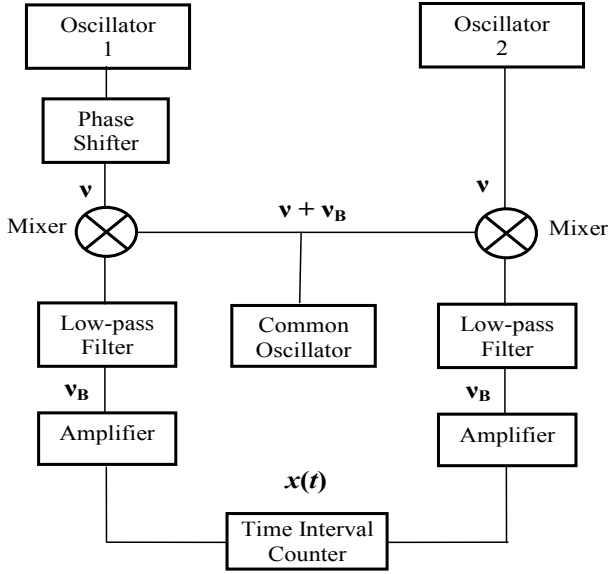 Oscillator
1
Oscillator
2
Phase
Shifter
ν
ν
ν + νB
Mixer
Mixer
Low-pass
Filter
Common
Oscillator
Low-pass
Filter
νB
νB
Amplifier
Amplifier
x(t)
Time Interval
Counter